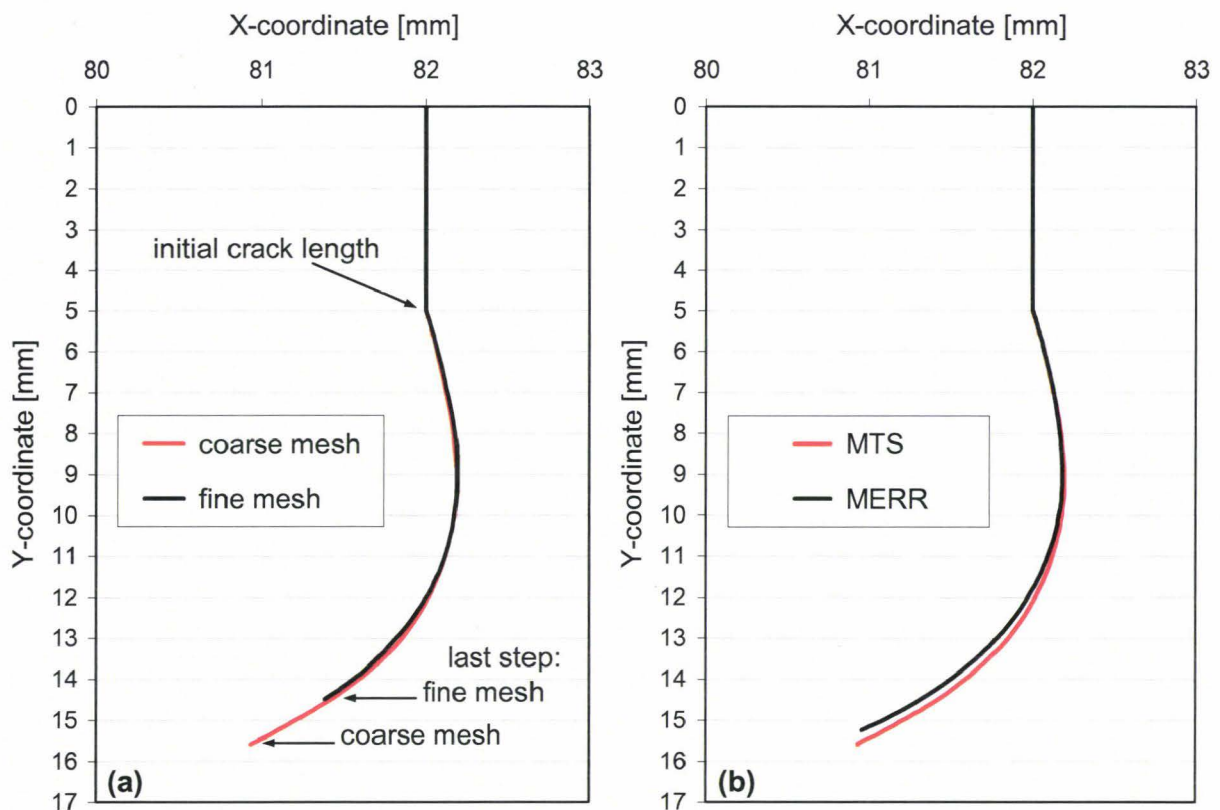 X-coordinate [mm]
80 81 82 83
Y-coordinate [mm]
0
1
2
3
4
5
6
7
8
9
10
11
12
13
14
15
16
17
initial crack length
coarse mesh
fine mesh
last step:
fine mesh
coarse mesh
(a)
X-coordinate [mm]
80 81 82 83
Y-coordinate [mm]
0
1
2
3
4
5
6
7
8
9
10
11
12
13
14
15
16
17
MTS
MERR
(b)